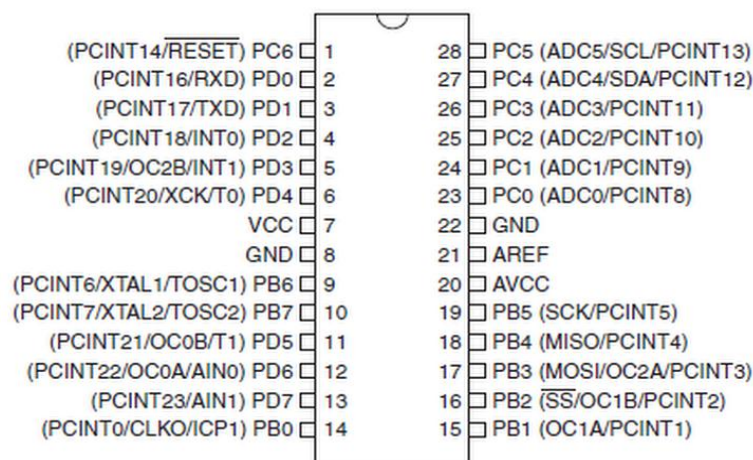 (PCINT14/RESET) PC6 1 28 PC5 (ADC5/SCL/PCINT13)
(PCINT16/RXD) PD0 2 27 PC4 (ADC4/SDA/PCINT12)
(PCINT17/TXD) PD1 3 26 PC3 (ADC3/PCINT11)
(PCINT18/INT0) PD2 4 25 PC2 (ADC2/PCINT10)
(PCINT19/OC2B/INT1) PD3 5 24 PC1 (ADC1/PCINT9)
(PCINT20/XCK/T0) PD4 6 23 PC0 (ADC0/PCINT8)
VCC 7 22 GND
GND 8 21 AREF
(PCINT6/XTAL1/TOSC1) PB6 9 20 AVCC
(PCINT7/XTAL2/TOSC2) PB7 10 19 PB5 (SCK/PCINT5)
(PCINT21/OC0B/T1) PD5 11 18 PB4 (MISO/PCINT4)
(PCINT22/OC0A/AIN0) PD6 12 17 PB3 (MOSI/OC2A/PCINT3)
(PCINT23/AIN1) PD7 13 16 PB2 (SS/OC1B/PCINT2)
(PCINT0/CLKO/ICP1) PB0 14 15 PB1 (OC1A/PCINT1)